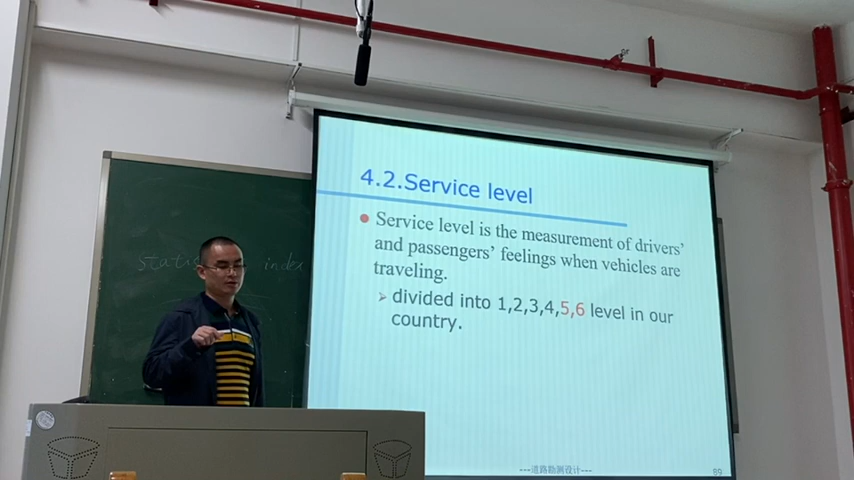 4.2.Service level
Service level is the measurement of drivers'
and passengers' feelings when vehicles are
traveling.
divided into 1,2,3,4,5,6 level in our
country.
index
---道路勘测设计---